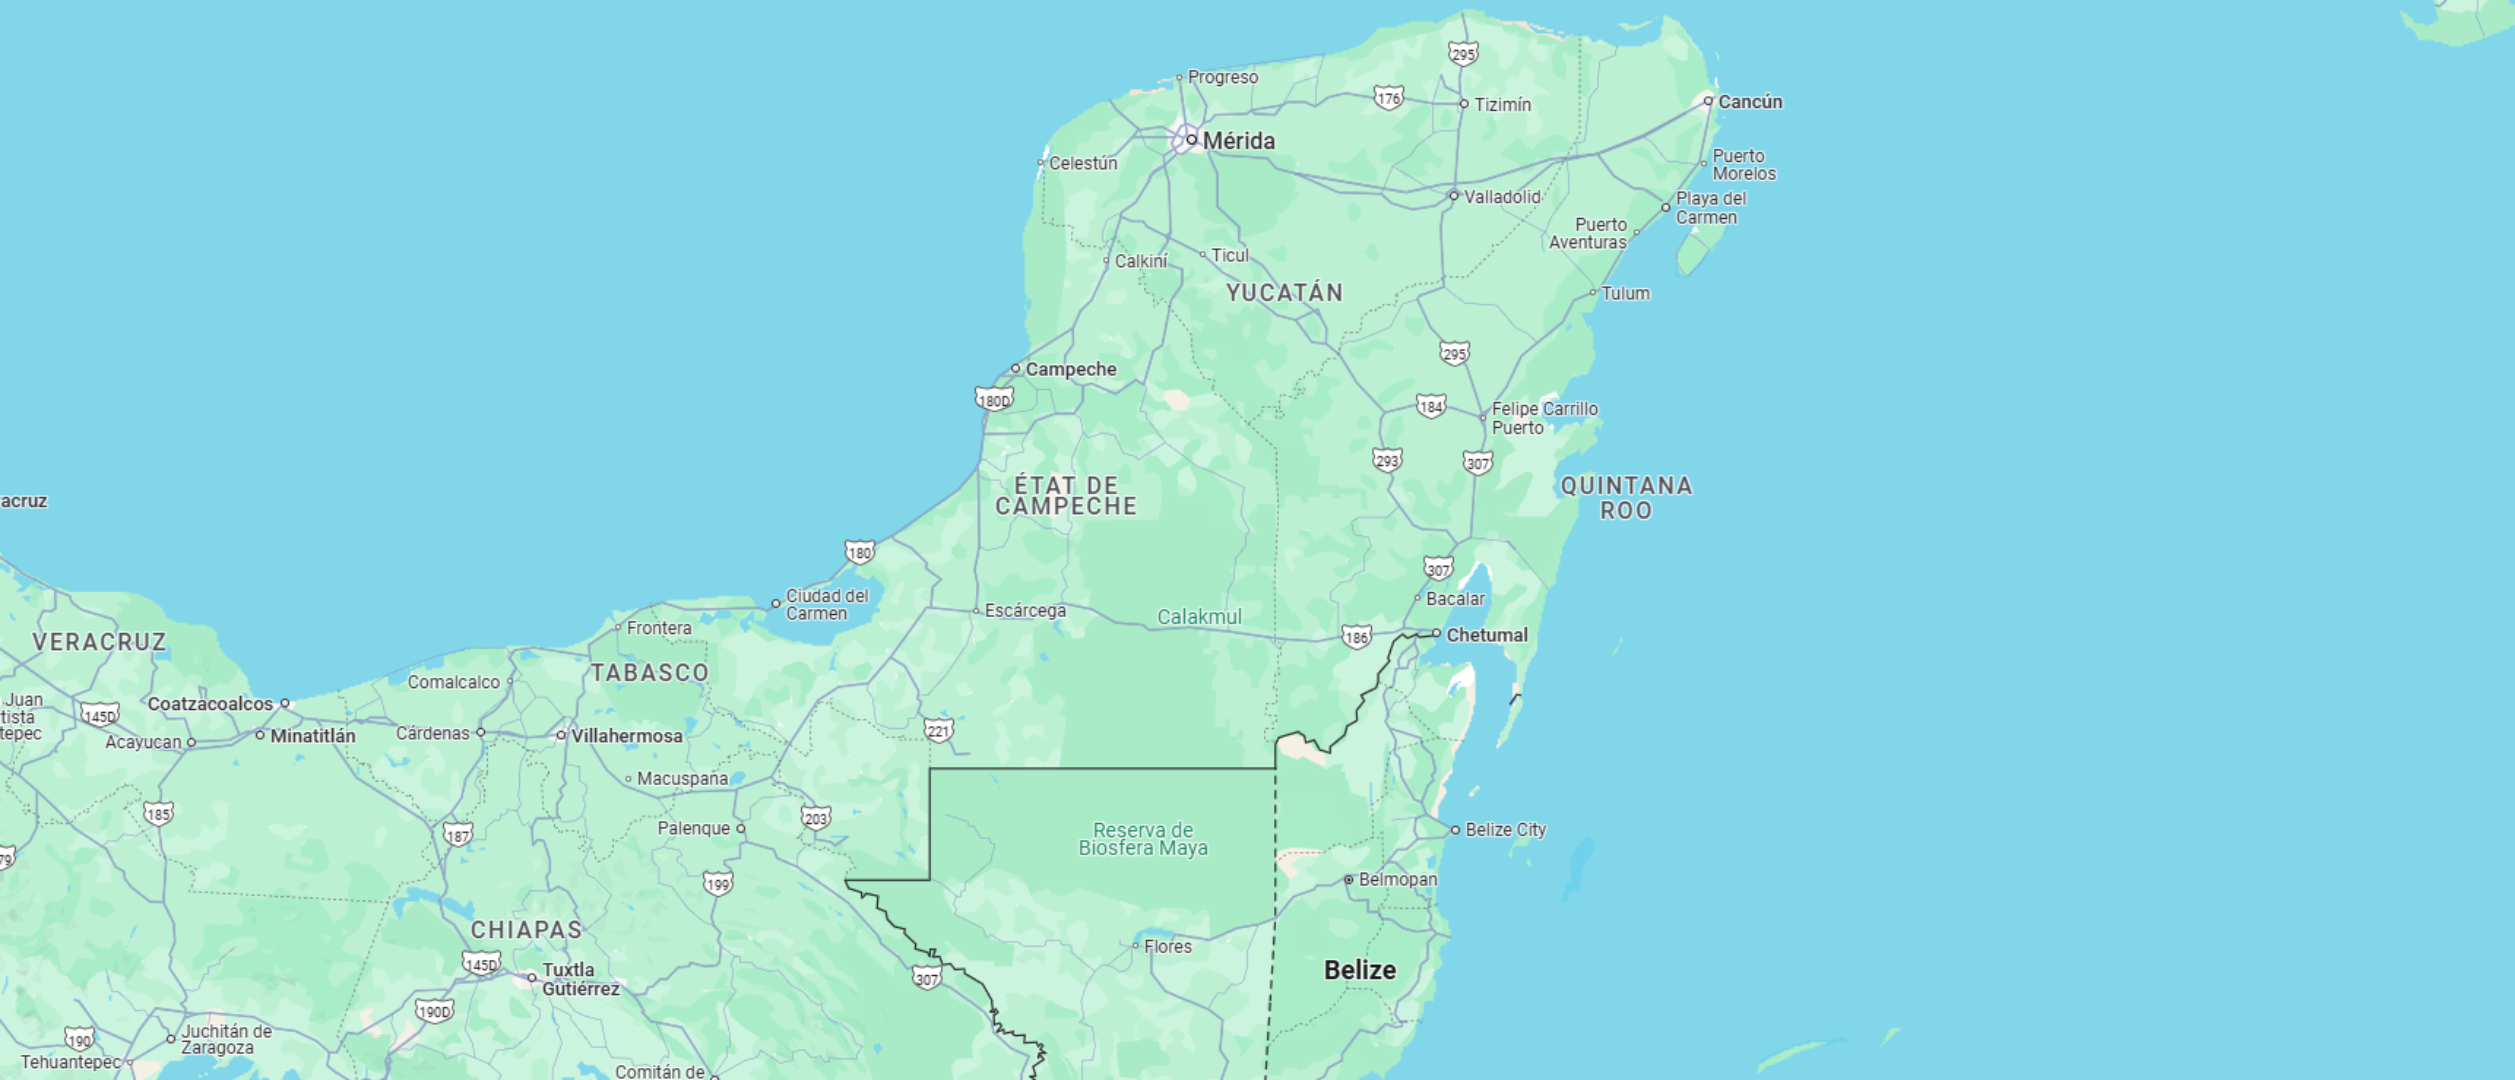 295
Progreso
176
Tizimín
Cancún
Mérida
Celestún
Puerto
Morelos
Valladolid
Playa del
Carmen
Puerto
Aventuras
Calkiní
Ticul
YUCATÁN
Tulum
295
Campeche
180D
184
Felipe Carrillo
Puerto
293
307
ÉTAT DE
CAMPECHE
QUINTANA
ROO
acruz
180
307
Ciudad del
Carmen
Escárcega
Calakmul
Bacalar
Frontera
186
Chetumal
VERACRUZ
TABASCO
Comalcalco
Juan
tista
tepec
145D
Coatzacoalcos
Acayucan
Minatitlán
Cárdenas
Villahermosa
221
Macuspana
185
187
Palenque
203
Reserva de
Biosfera Maya
Belize City
79
199
Belmopan
CHIAPAS
145D
Tuxtla
Gutiérrez
307
Flores
Belize
190D
190
Juchitán de
Zaragoza
Tehuantepec
Comitán de